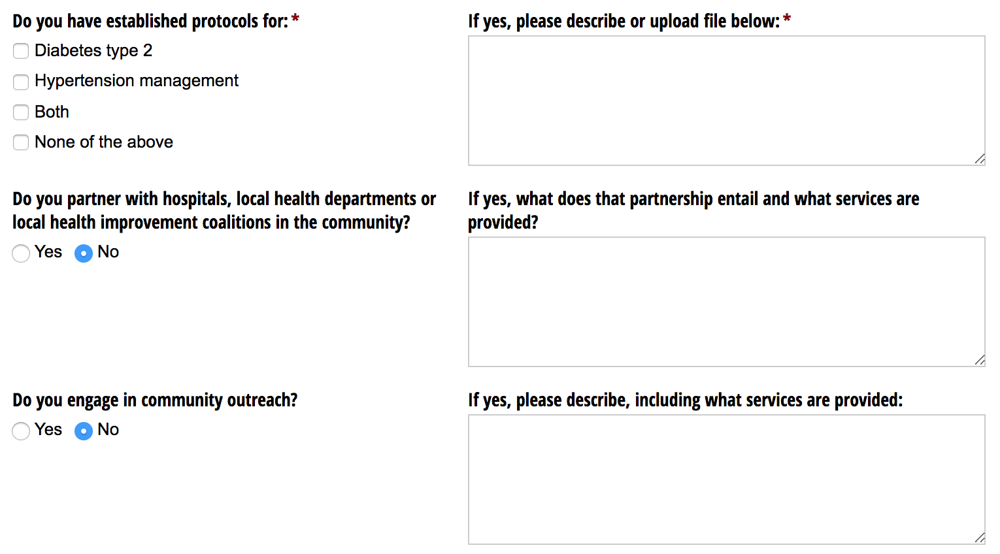 Do you have established protocols for:*
Diabetes type 2
Hypertension management
Both
None of the above
If yes, please describe or upload file below:*
Do you partner with hospitals, local health departments or
local health improvement coalitions in the community?
Yes No
If yes, what does that partnership entail and what services are
provided?
Do you engage in community outreach?
Yes No
If yes, please describe, including what services are provided: